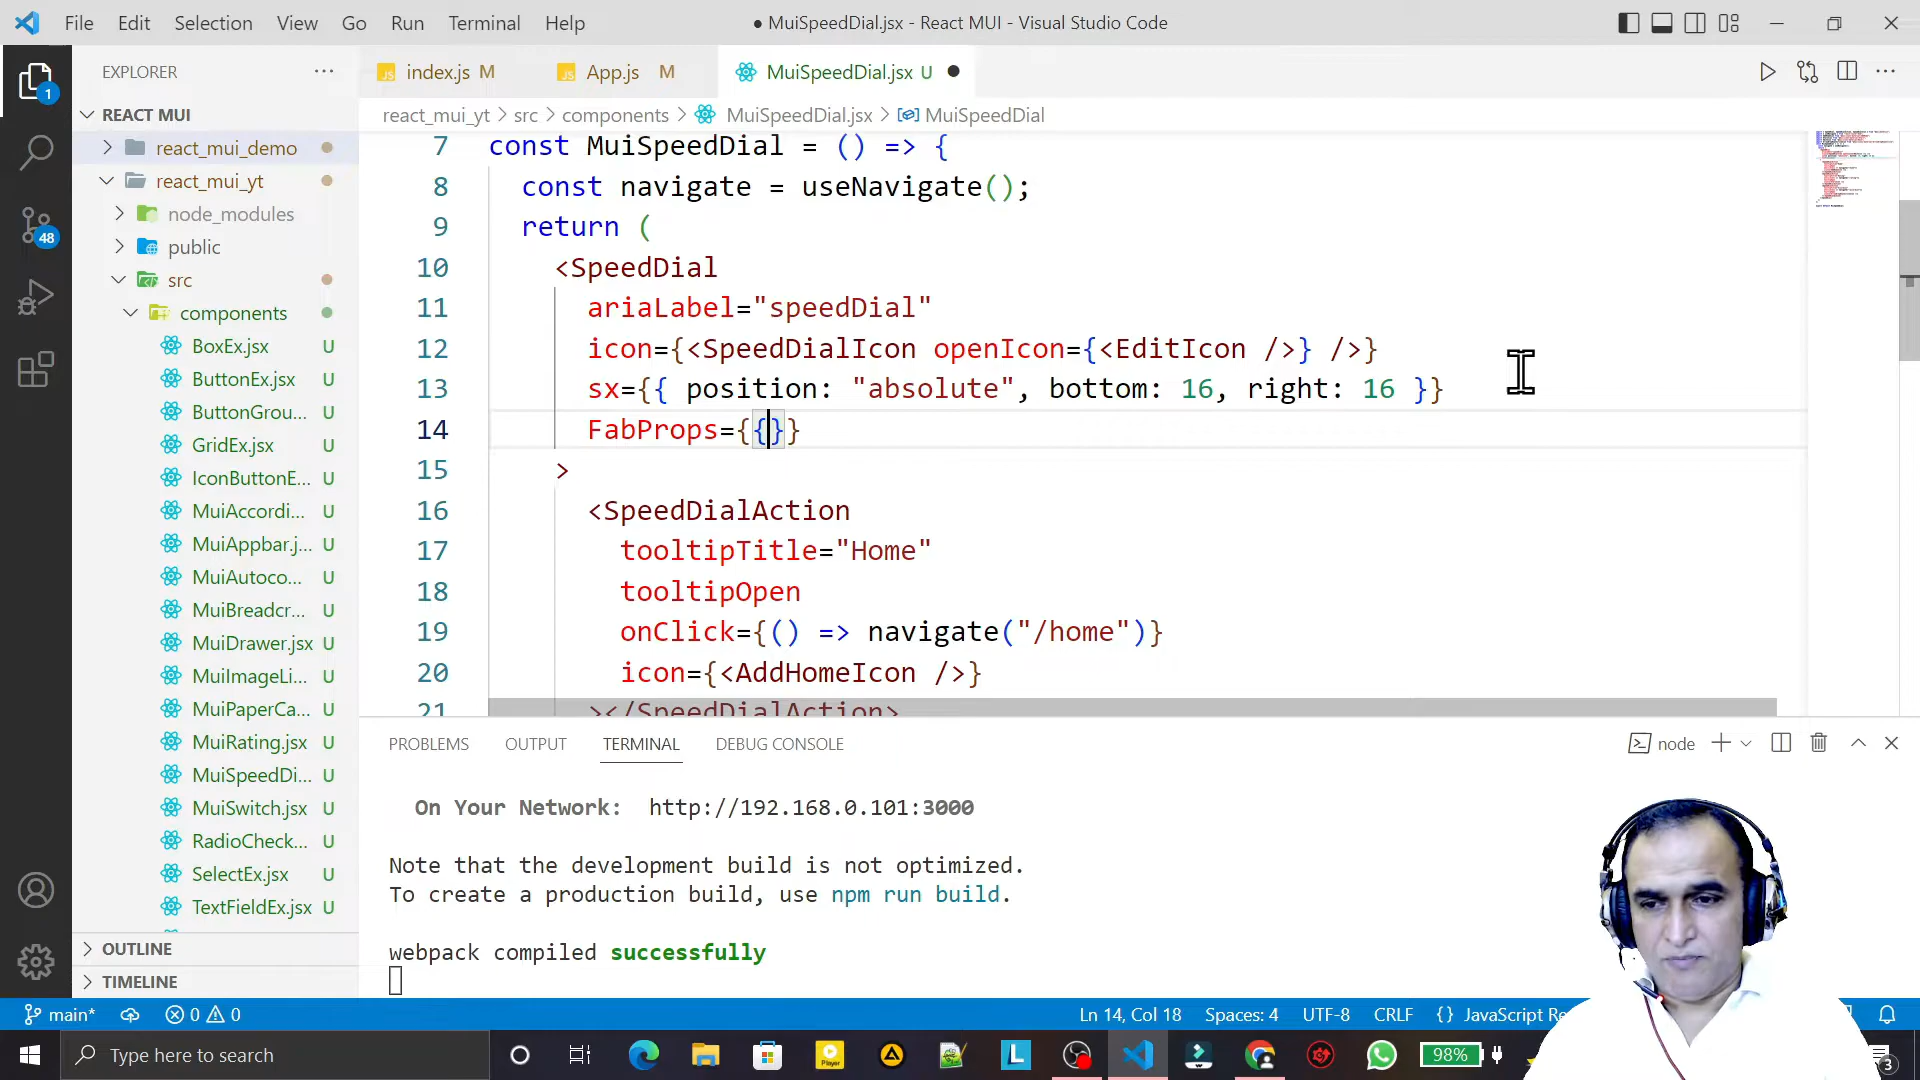 File Edit Selection View Go Run Terminal Help
● MuiSpeedDial.jsx - React MUI - Visual Studio Code
EXPLORER
index.js M
App.js M
MuiSpeedDial.jsx U ●
REACT MUI
react_mui_yt > src > components > MuiSpeedDial.jsx > MuiSpeedDial
react_mui_demo
react_mui_yt
node_modules
public
src
components
BoxEx.jsx U
ButtonEx.jsx U
ButtonGrou... U
GridEx.jsx U
IconButtonE... U
MuiAccordi... U
MuiAppbar.j... U
MuiAutoco... U
MuiBreadcr... U
MuiDrawer.jsx U
MuiImageLi... U
MuiPaperCa... U
MuiRating.jsx U
MuiSpeedDi... U
MuiSwitch.jsx U
RadioCheck... U
SelectEx.jsx U
TextFieldEx.jsx U
OUTLINE
TIMELINE
1
48
7 const MuiSpeedDial = () => {
8 const navigate = useNavigate();
9 return (
10 <SpeedDial
11 ariaLabel="speedDial"
12 icon={<SpeedDialIcon openIcon={<EditIcon />} />}
13 sx={{ position: "absolute", bottom: 16, right: 16 }}
14 FabProps={{}}
15 >
16 <SpeedDialAction
17 tooltipTitle="Home"
18 tooltipOpen
19 onClick={() => navigate("/home")}
20 icon={<AddHomeIcon />}
21 ></SpeedDialAction>
PROBLEMS OUTPUT TERMINAL DEBUG CONSOLE
node
On Your Network: http://192.168.0.101:3000
Note that the development build is not optimized.
To create a production build, use npm run build.
webpack compiled successfully
main* 0 0
Ln 14, Col 18 Spaces: 4 UTF-8 CRLF {} JavaScript Re
Type here to search
Player
L
98%
3